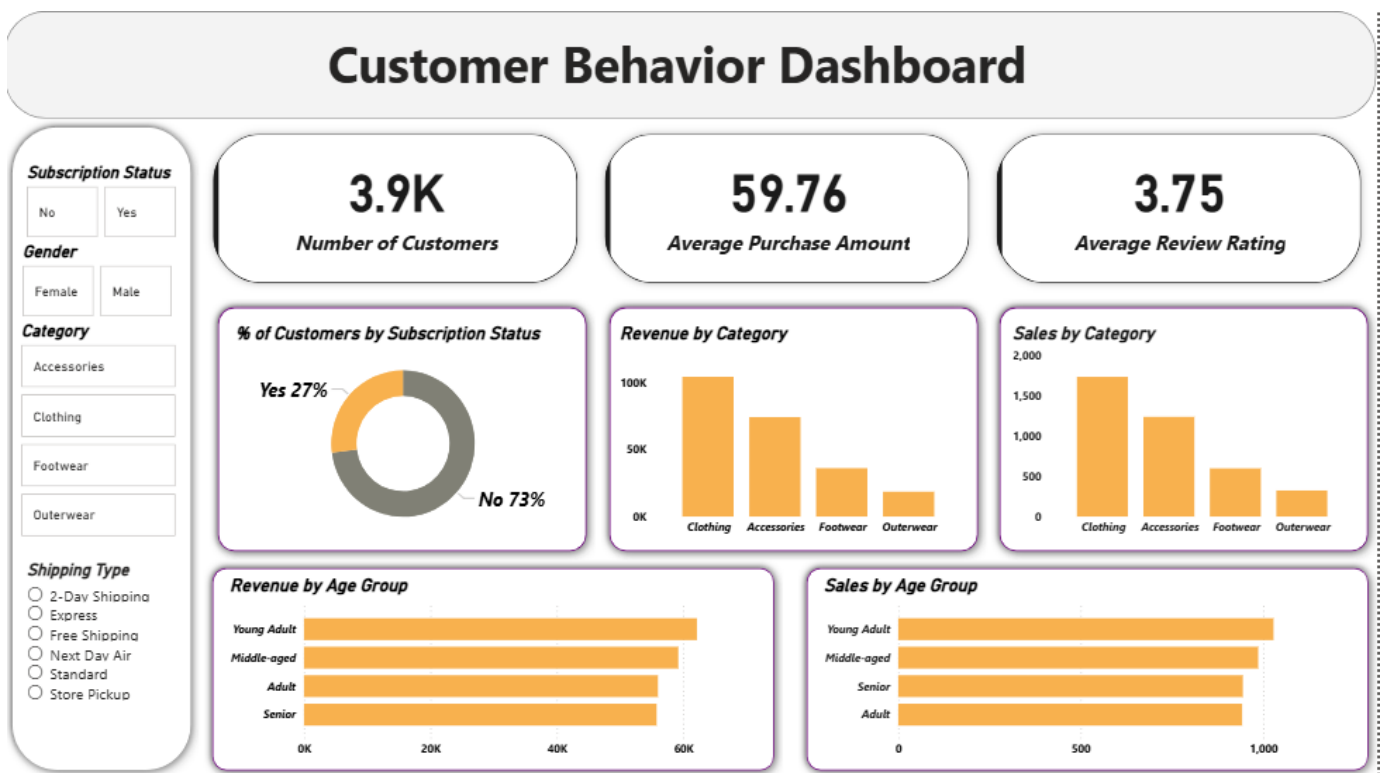 Customer Behavior Dashboard
Subscription Status
No Yes
Gender
Female Male
Category
Accessories
Clothing
Footwear
Outerwear
Shipping Type
2-Day Shipping
Express
Free Shipping
Next Day Air
Standard
Store Pickup
3.9K
Number of Customers
59.76
Average Purchase Amount
3.75
Average Review Rating
% of Customers by Subscription Status
Yes 27%
No 73%
Revenue by Category
100K
50K
0K
Clothing Accessories Footwear Outerwear
Sales by Category
2,000
1,500
1,000
500
0
Clothing Accessories Footwear Outerwear
Revenue by Age Group
Young Adult
Middle-aged
Adult
Senior
0K 20K 40K 60K
Sales by Age Group
Young Adult
Middle-aged
Senior
Adult
0 500 1,000